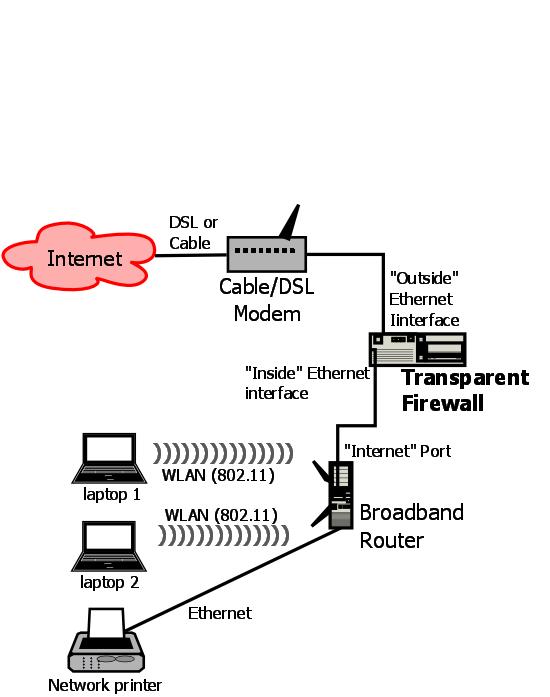 DSL or
Cable
Internet
Cable/DSL
Modem
"Outside"
Ethernet
Iinterface
"Inside" Ethernet
interface
Transparent
Firewall
"Internet" Port
WLAN (802.11)
laptop 1
WLAN (802.11)
Broadband
Router
laptop 2
Ethernet
Network printer